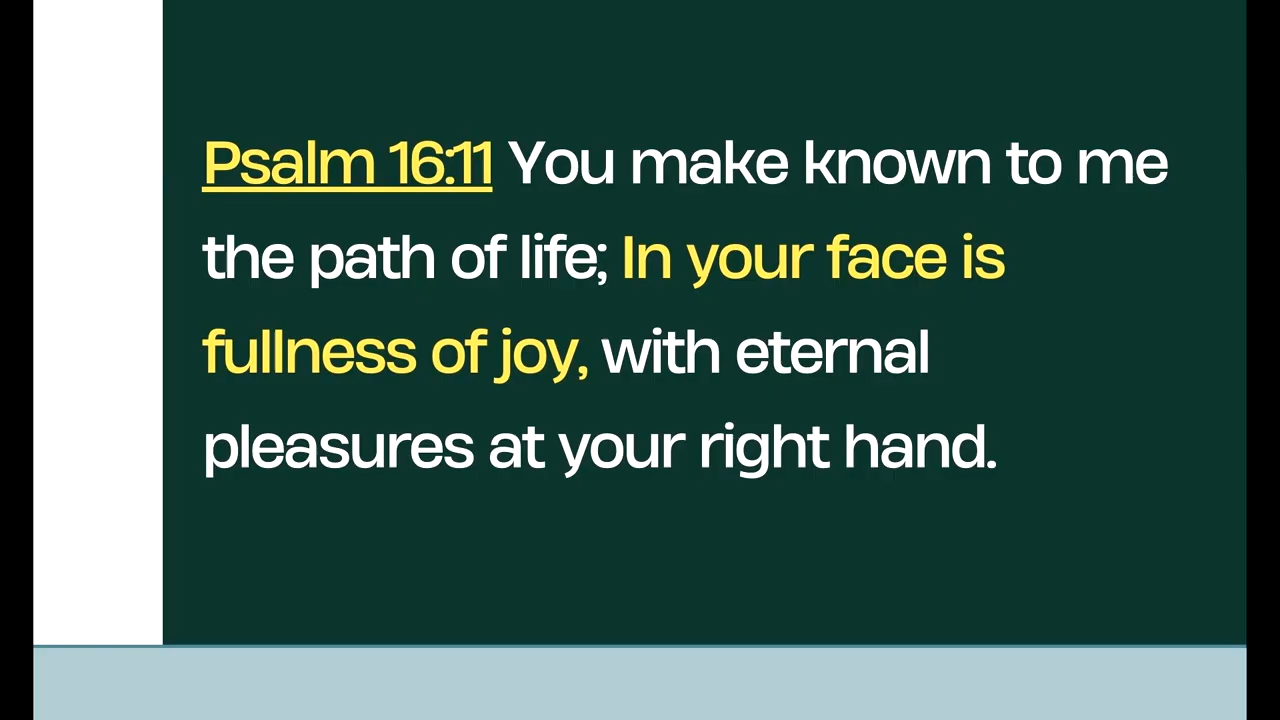 Psalm 16:11 You make known to me
the path of life; In your face is
fullness of joy, with eternal
pleasures at your right hand.